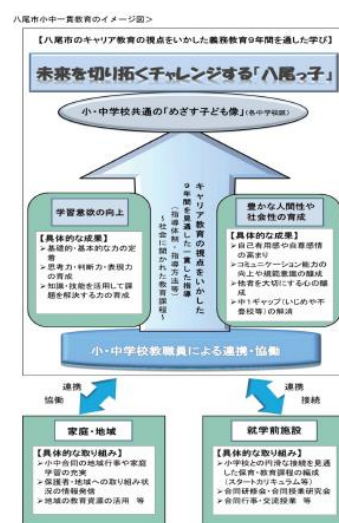 八尾市小中一貫教育のイメージ図>
【八尾市のキャリア教育の視点をいかした義務教育9年間を通した学び】
未来を切り拓くチャレンジする「八尾っ子」
小・中学校共通の「めざす子ども像」(各中学校区)
キャリア教育の視点をいかした
9年間を見通した一貫した指導
(指導体制・指導方法等)
~社会に開かれた教育課程~
学習意欲の向上
【具体的な成果】
➢基礎的・基本的な力の定
着
➢思考力・判断力・表現力
の育成
➢知識・技能を活用して課
題を解決する力の育成
豊かな人間性や
社会性の育成
【具体的な成果】
➢自己有用感や自尊感情
の高まり
➢コミュニケーション能力の
向上や規範意識の醸成
➢他者を大切にする心の醸
成
➢中1ギャップ(いじめや不
登校等)の解消
小・中学校教職員による連携・協働
連携
協働
連携
接続
家庭・地域
【具体的な取り組み】
➢小中合同の地域行事や家庭
学習の充実
➢保護者・地域への取り組み状
況の情報発信
➢地域の教育資源の活用 等
就学前施設
【具体的な取り組み】
➢小学校との円滑な接続を見通
した保育・教育課程の編成
(スタートカリキュラム等)
➢合同研修会・合同授業研究会
➢合同行事・交流授業 等